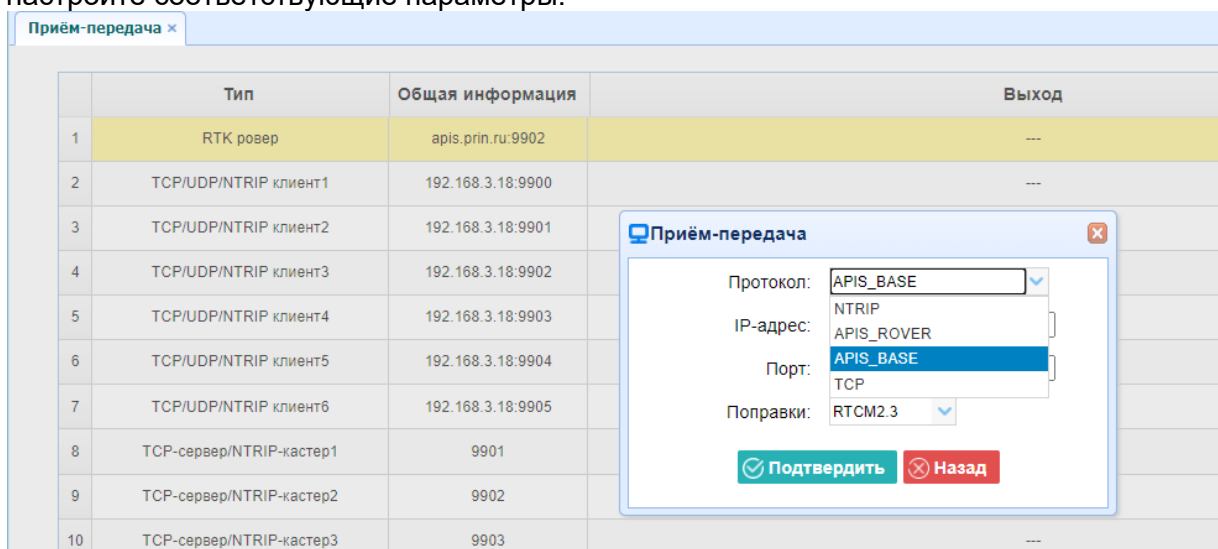 настройте соответствующие параметры.
Приём-передача ×
Тип Общая информация Выход
1 RTK ровер apis.prin.ru:9902 ---
2 TCP/UDP/NTRIP клиент1 192.168.3.18:9900 ---
3 TCP/UDP/NTRIP клиент2 192.168.3.18:9901
4 TCP/UDP/NTRIP клиент3 192.168.3.18:9902
5 TCP/UDP/NTRIP клиент4 192.168.3.18:9903
6 TCP/UDP/NTRIP клиент5 192.168.3.18:9904
7 TCP/UDP/NTRIP клиент6 192.168.3.18:9905
8 TCP-сервер/NTRIP-кастер1 9901
9 TCP-сервер/NTRIP-кастер2 9902
10 TCP-сервер/NTRIP-кастер3 9903 ---
Приём-передача
Протокол: APIS_BASE
NTRIP
IP-адрес:
APIS_ROVER
APIS_BASE
Порт:
TCP
Поправки: RTCM2.3
Подтвердить Назад